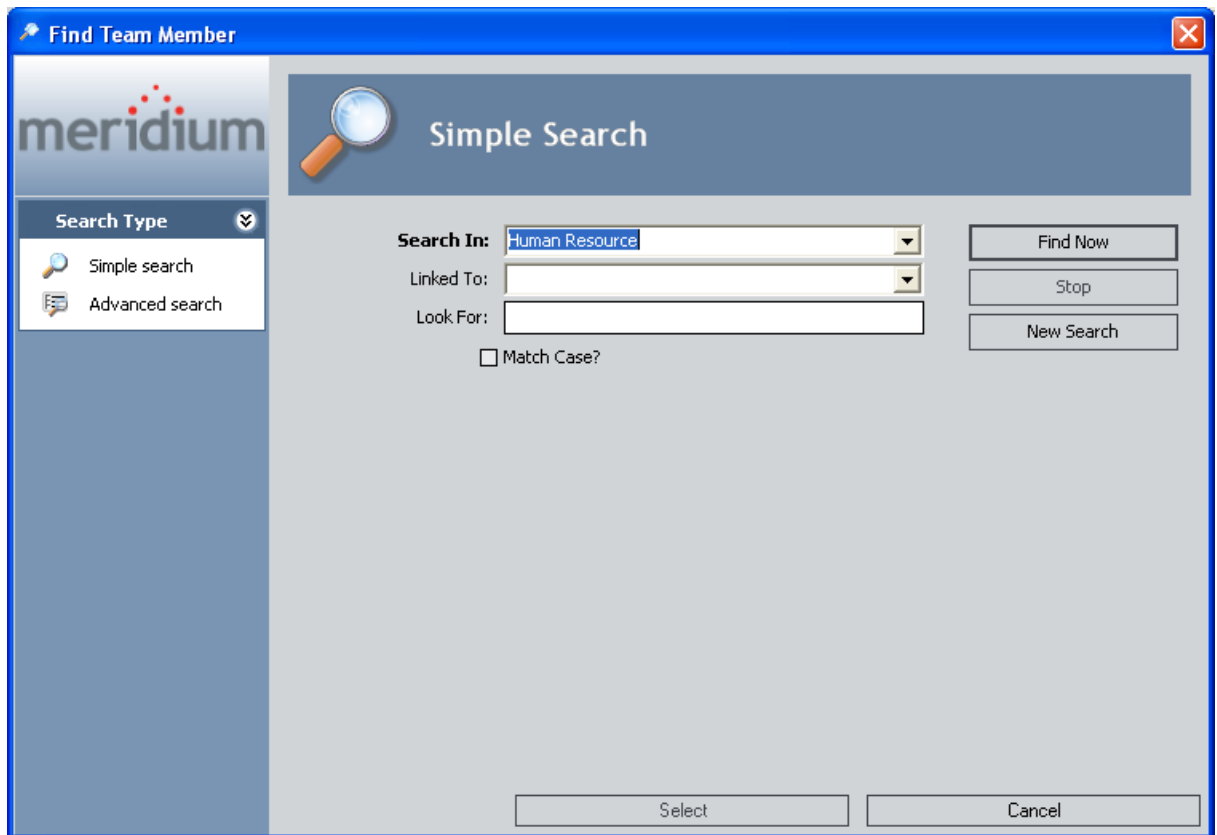 Find Team Member
meridium
Simple Search
Search Type
Simple search
Advanced search
Search In: Human Resource
Find Now
Linked To:
Stop
Look For:
New Search
Match Case?
Select
Cancel